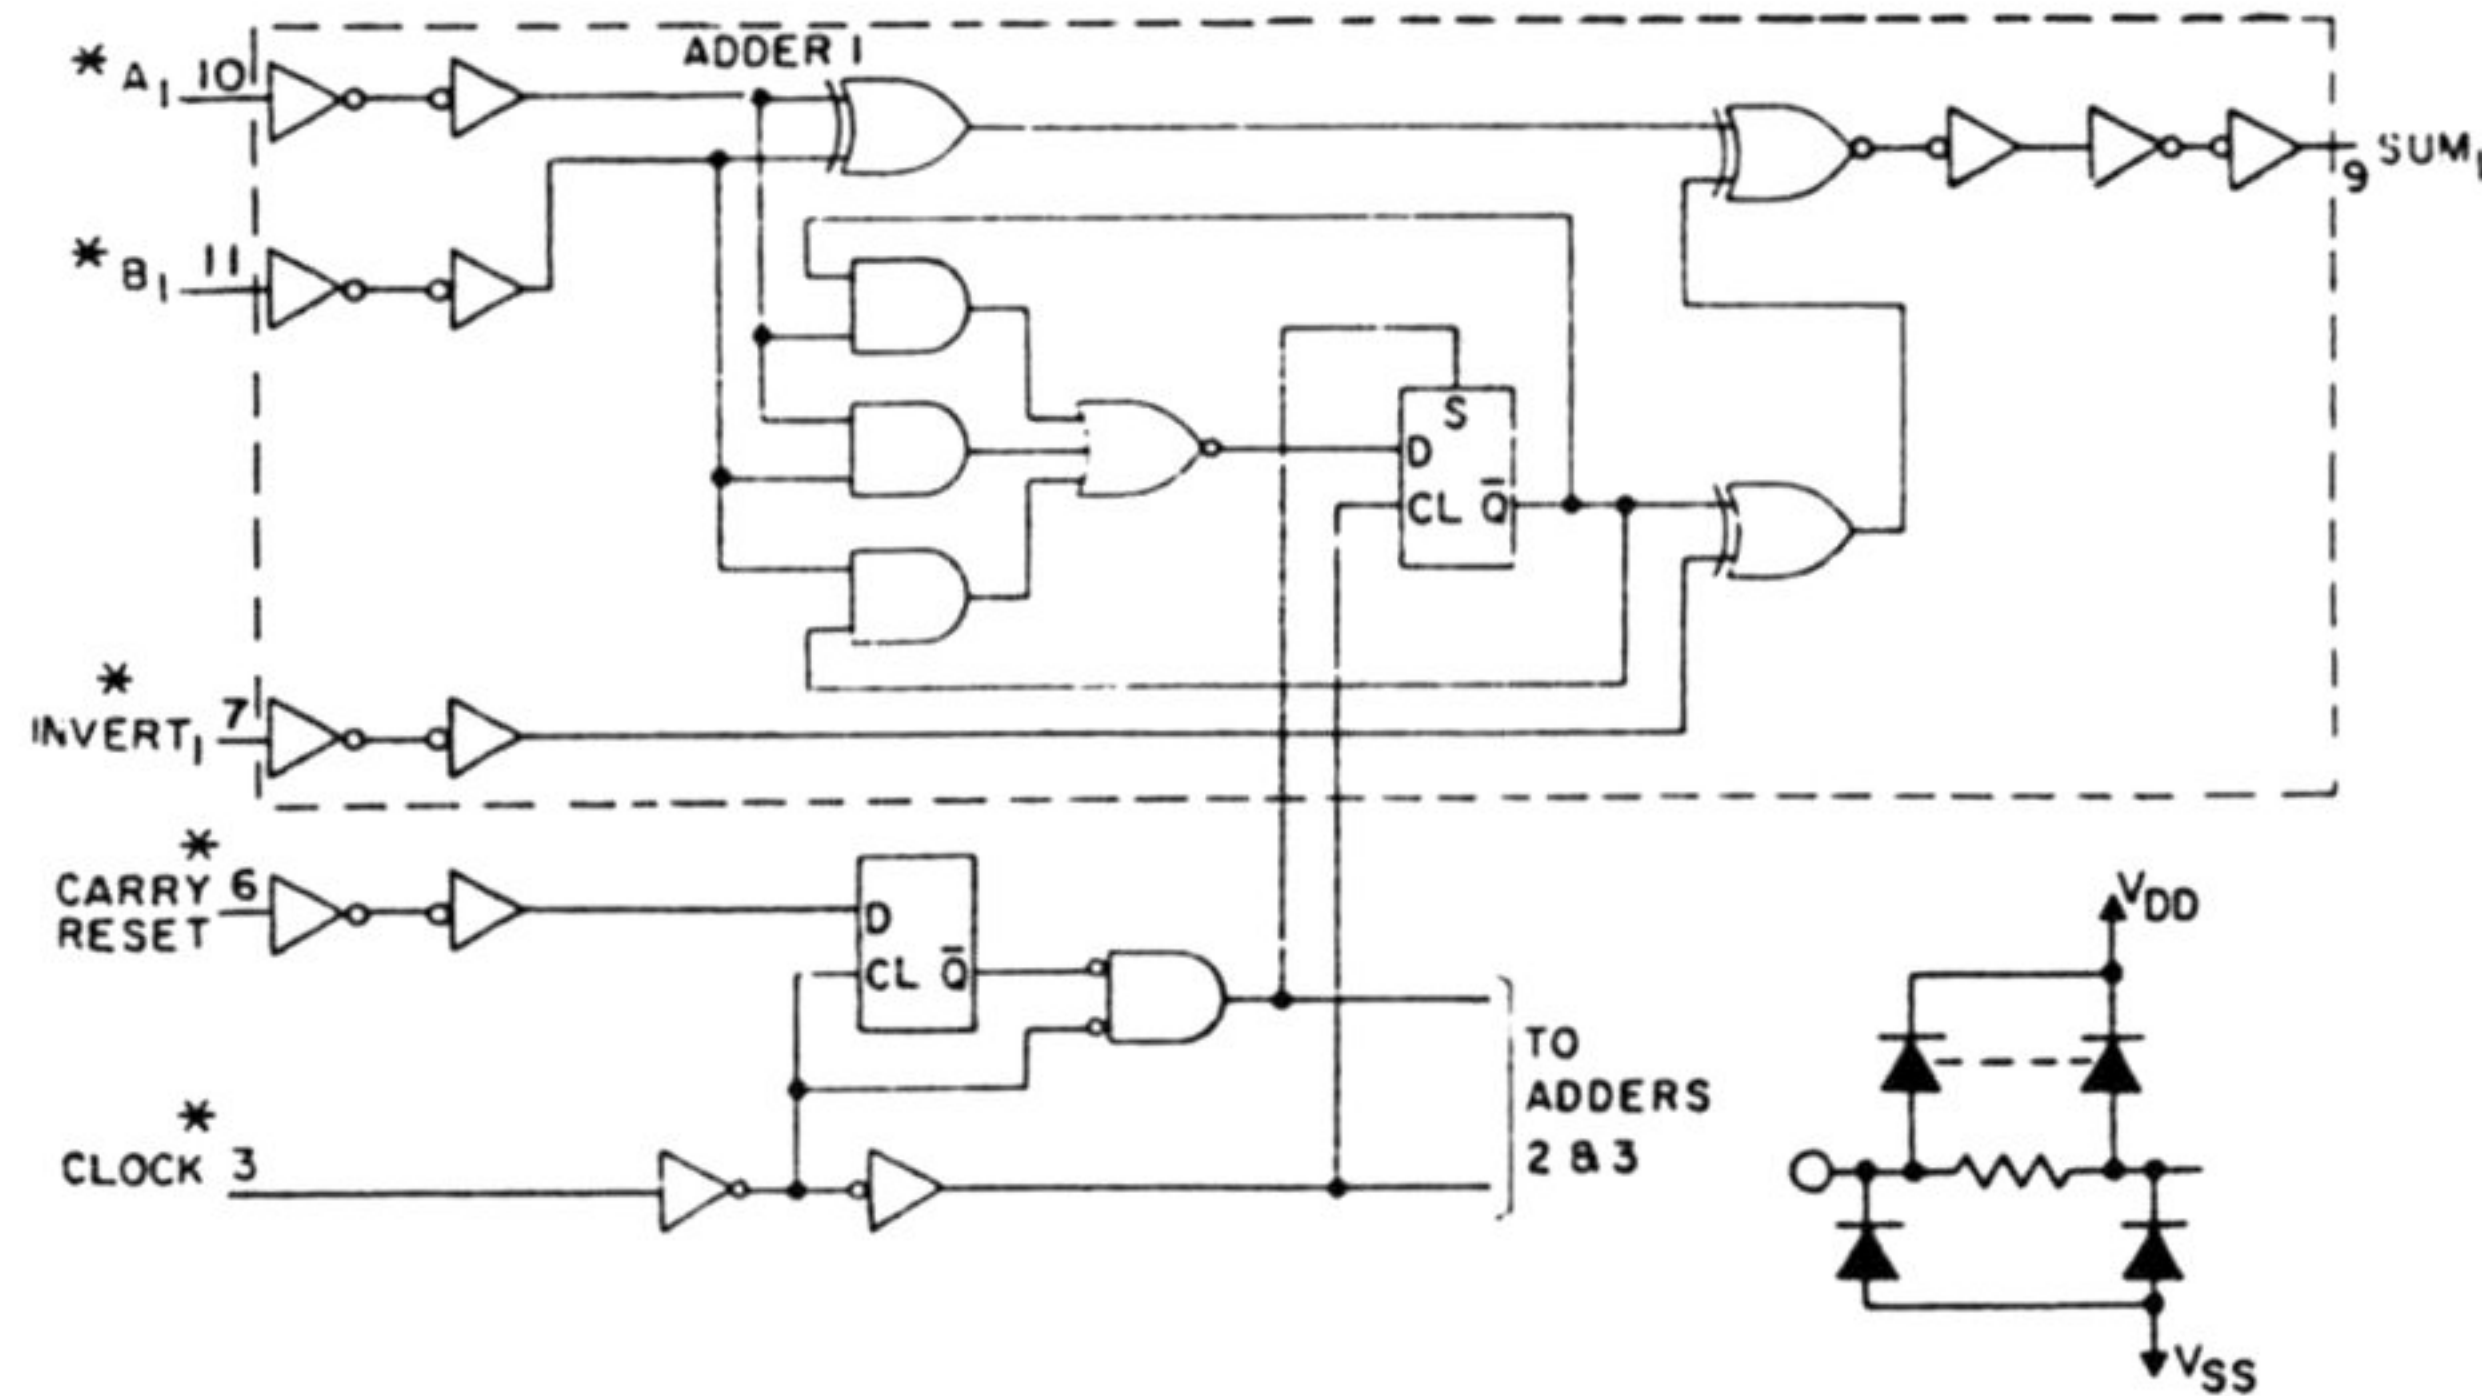 ADDER 1
* A1 10
* B1 11
SUM1
9
S
D
CL Q̅
*
INVERT1 7
*
CARRY 6
RESET
D
CL Q̅
*
CLOCK 3
TO
ADDERS
2 & 3
VDD
VSS